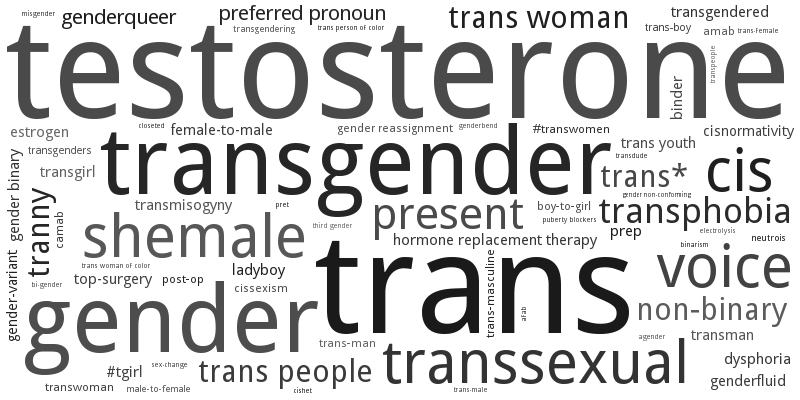 misgender
genderqueer
preferred pronoun
trans woman
transgendered
transgendering
trans person of color
trans-boy
amab
trans-female
testosterone
transpeople
binder
estrogen
closeted
female-to-male
gender reassignment
genderbend
#transwomen
cisnormativity
transgenders
transgender
trans youth
transdude
gender binary
transgirl
trans*
cis
gender non-conforming
tranny
camab
transmisogyny
pret
present
boy-to-girl
transphobia
puberty blockers
shemale
third gender
hormone replacement therapy
prep
electrolysis
neutrois
binarism
gender-variant
trans woman of color
ladyboy
trans
trans-masculine
afab
voice
bi-gender
top-surgery
post-op
cissexism
gender
non-binary
trans-man
agender
transman
transsexual
dysphoria
#tgirl
sex-change
trans people
genderfluid
transwoman
male-to-female
cishet
trans-male